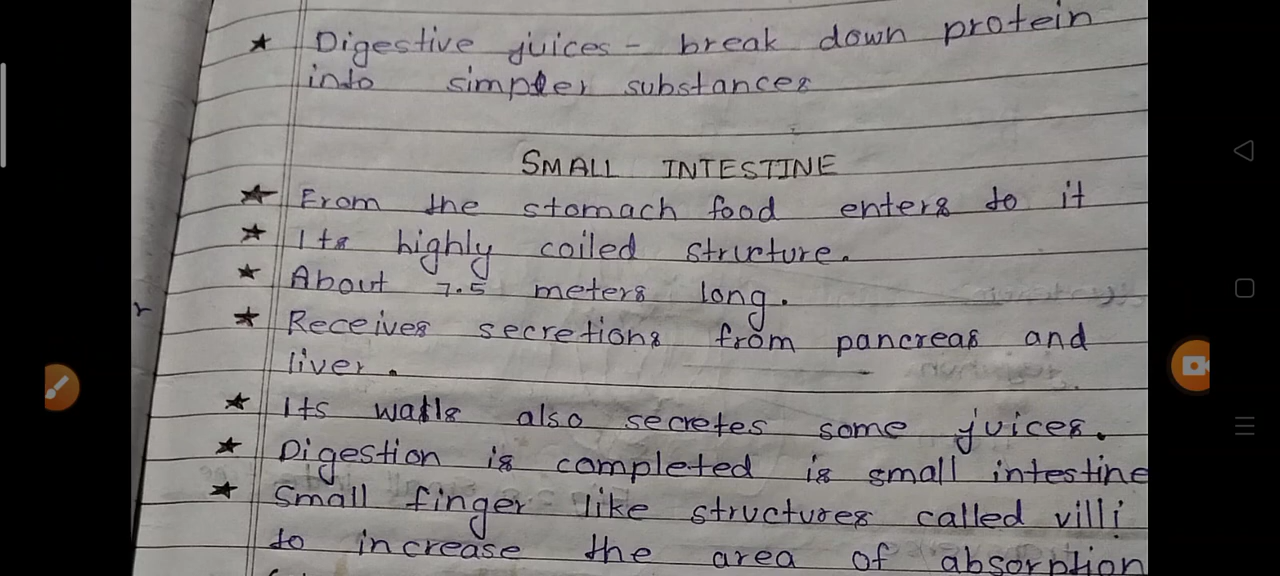 ★ Digestive juices - break down protein
into simpler substances
SMALL INTESTINE
★ From the stomach food enters to it
★ Its highly coiled structure.
★ About 7.5 meters long.
★ Receives secretions from pancreas and
liver.
★ Its walls also secretes some juices.
★ Digestion is completed is small intestine
★ Small finger like structures called villi
to increase the area of absorption